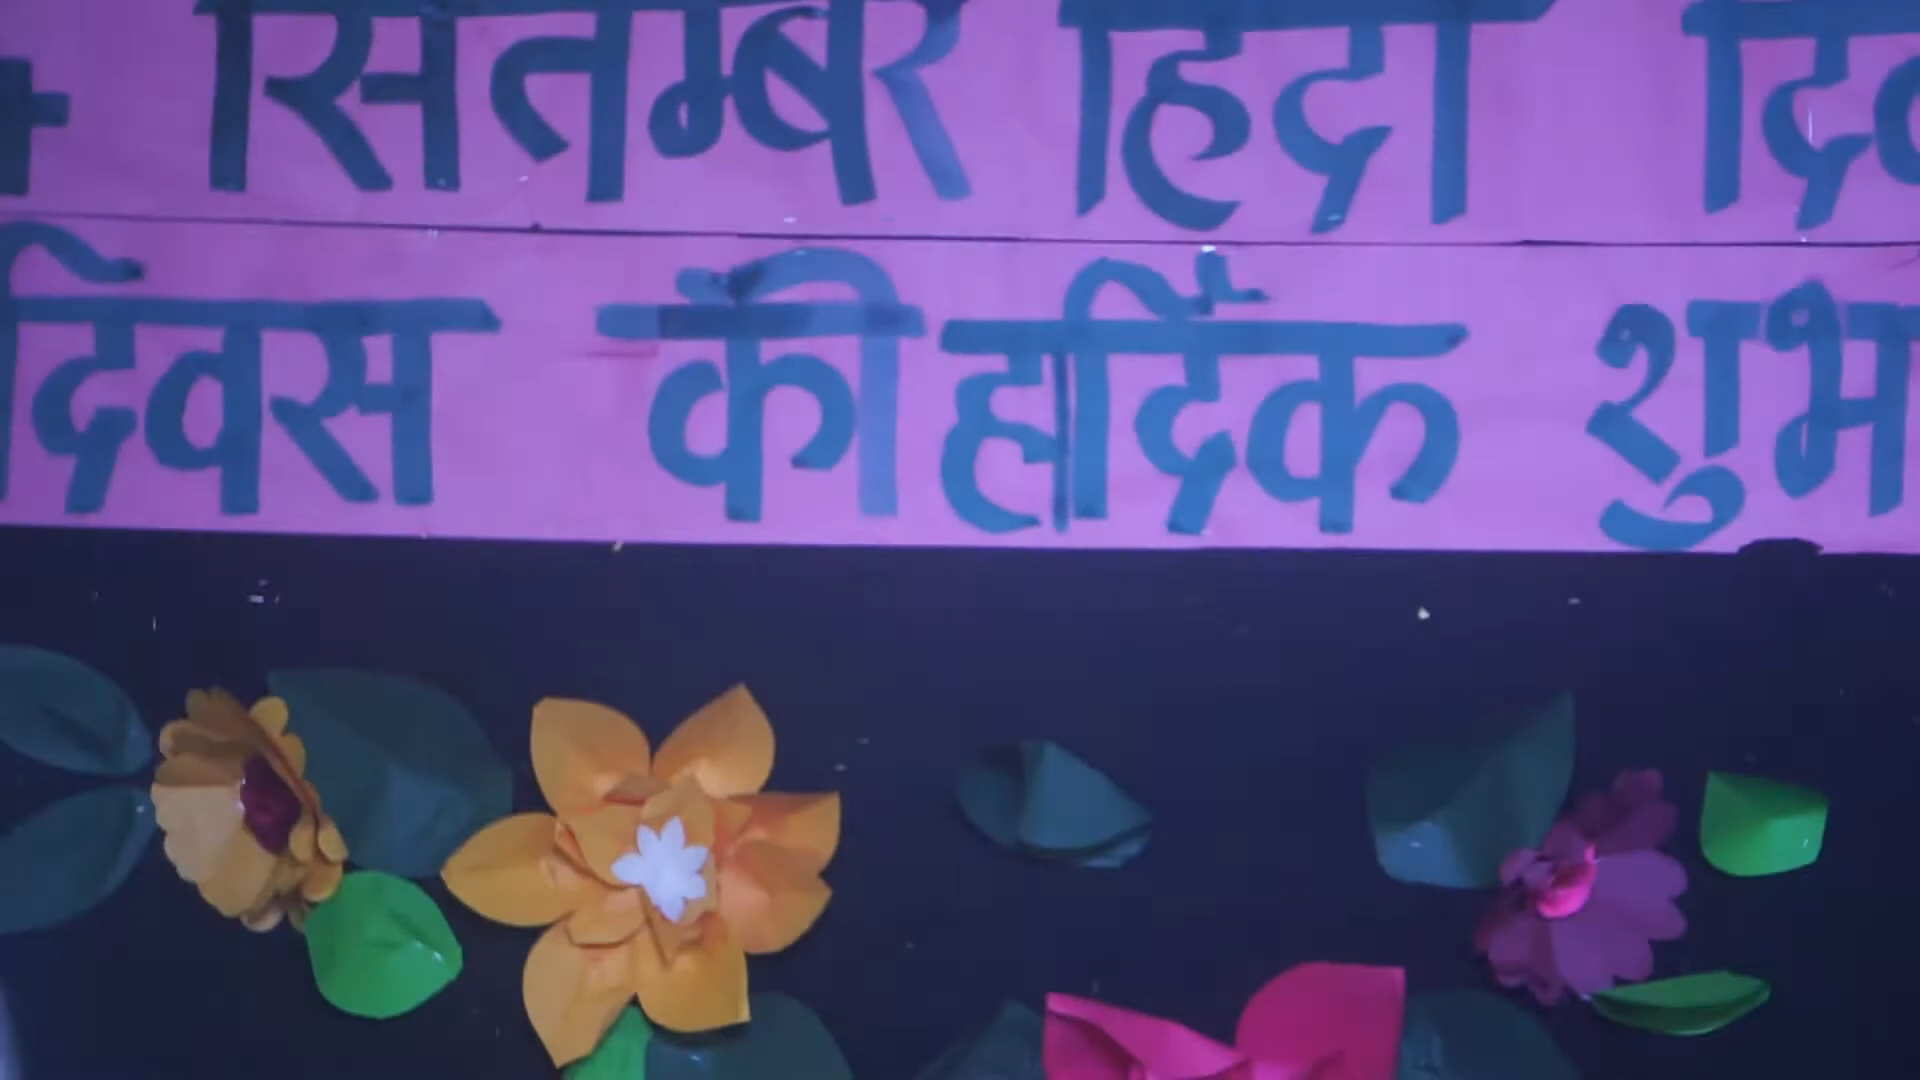 सितम्बर हिंदी
दिवस की हार्दिक शुभ